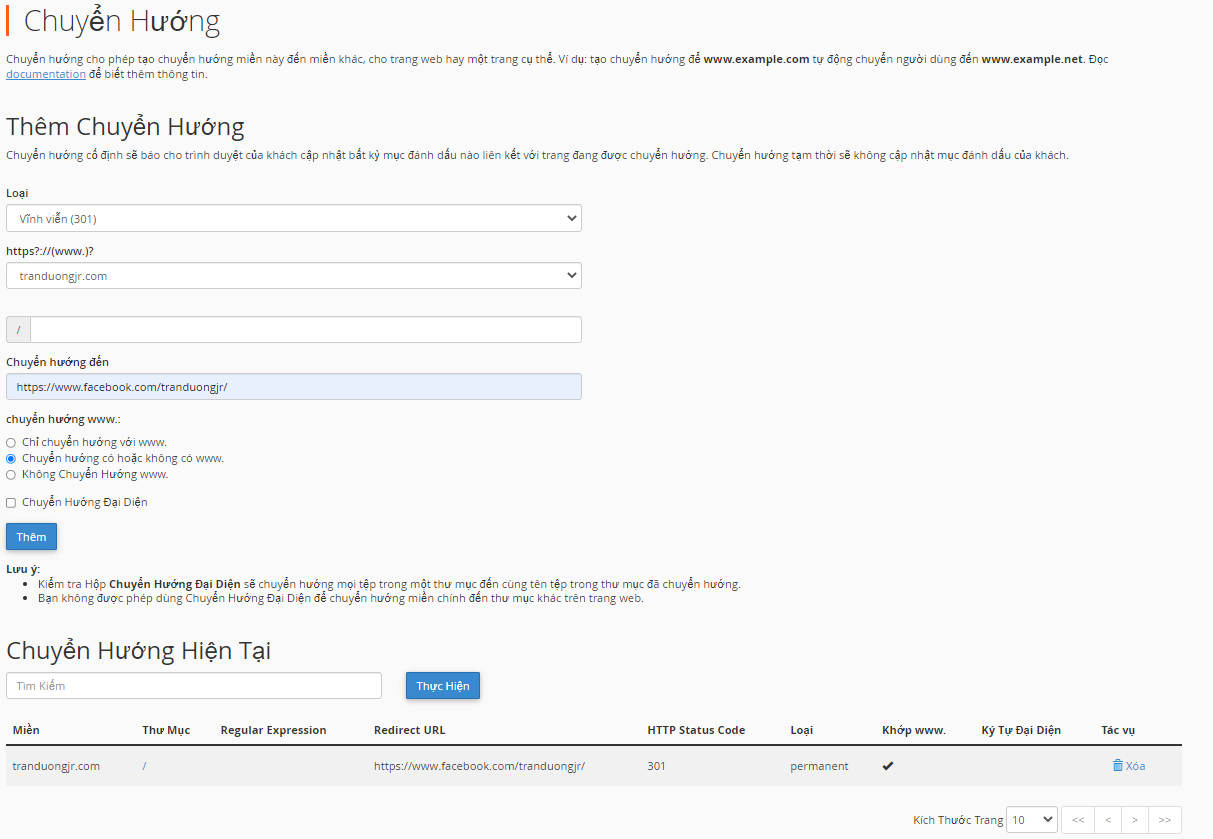 Chuyển Hướng
Chuyển hướng cho phép tạo chuyển hướng miền này đến miền khác, cho trang web hay một trang cụ thể. Ví dụ: tạo chuyển hướng để www.example.com tự động chuyển người dùng đến www.example.net. Đọc
documentation để biết thêm thông tin.
Thêm Chuyển Hướng
Chuyển hướng cố định sẽ báo cho trình duyệt của khách cập nhật bất kỳ mục đánh dấu nào liên kết với trang đang được chuyển hướng. Chuyển hướng tạm thời sẽ không cập nhật mục đánh dấu của khách.
Loại
Vĩnh viễn (301)
https?://(www.)?
tranduongjr.com
/
Chuyển hướng đến
https://www.facebook.com/tranduongjr/
chuyển hướng www.:
Chỉ chuyển hướng với www.
Chuyển hướng có hoặc không có www.
Không Chuyển Hướng www.
Chuyển Hướng Đại Diện
Thêm
Lưu ý:
Kiểm tra Hộp Chuyển Hướng Đại Diện sẽ chuyển hướng mọi tệp trong một thư mục đến cùng tên tệp trong thư mục đã chuyển hướng.
Bạn không được phép dùng Chuyển Hướng Đại Diện để chuyển hướng miền chính đến thư mục khác trên trang web.
Chuyển Hướng Hiện Tại
Tìm Kiếm Thực Hiện
Miền Thư Mục Regular Expression Redirect URL HTTP Status Code Loại Khớp www. Ký Tự Đại Diện Tác vụ
tranduongjr.com / https://www.facebook.com/tranduongjr/ 301 permanent ✔ Xóa
Kích Thước Trang 10 << < > >>